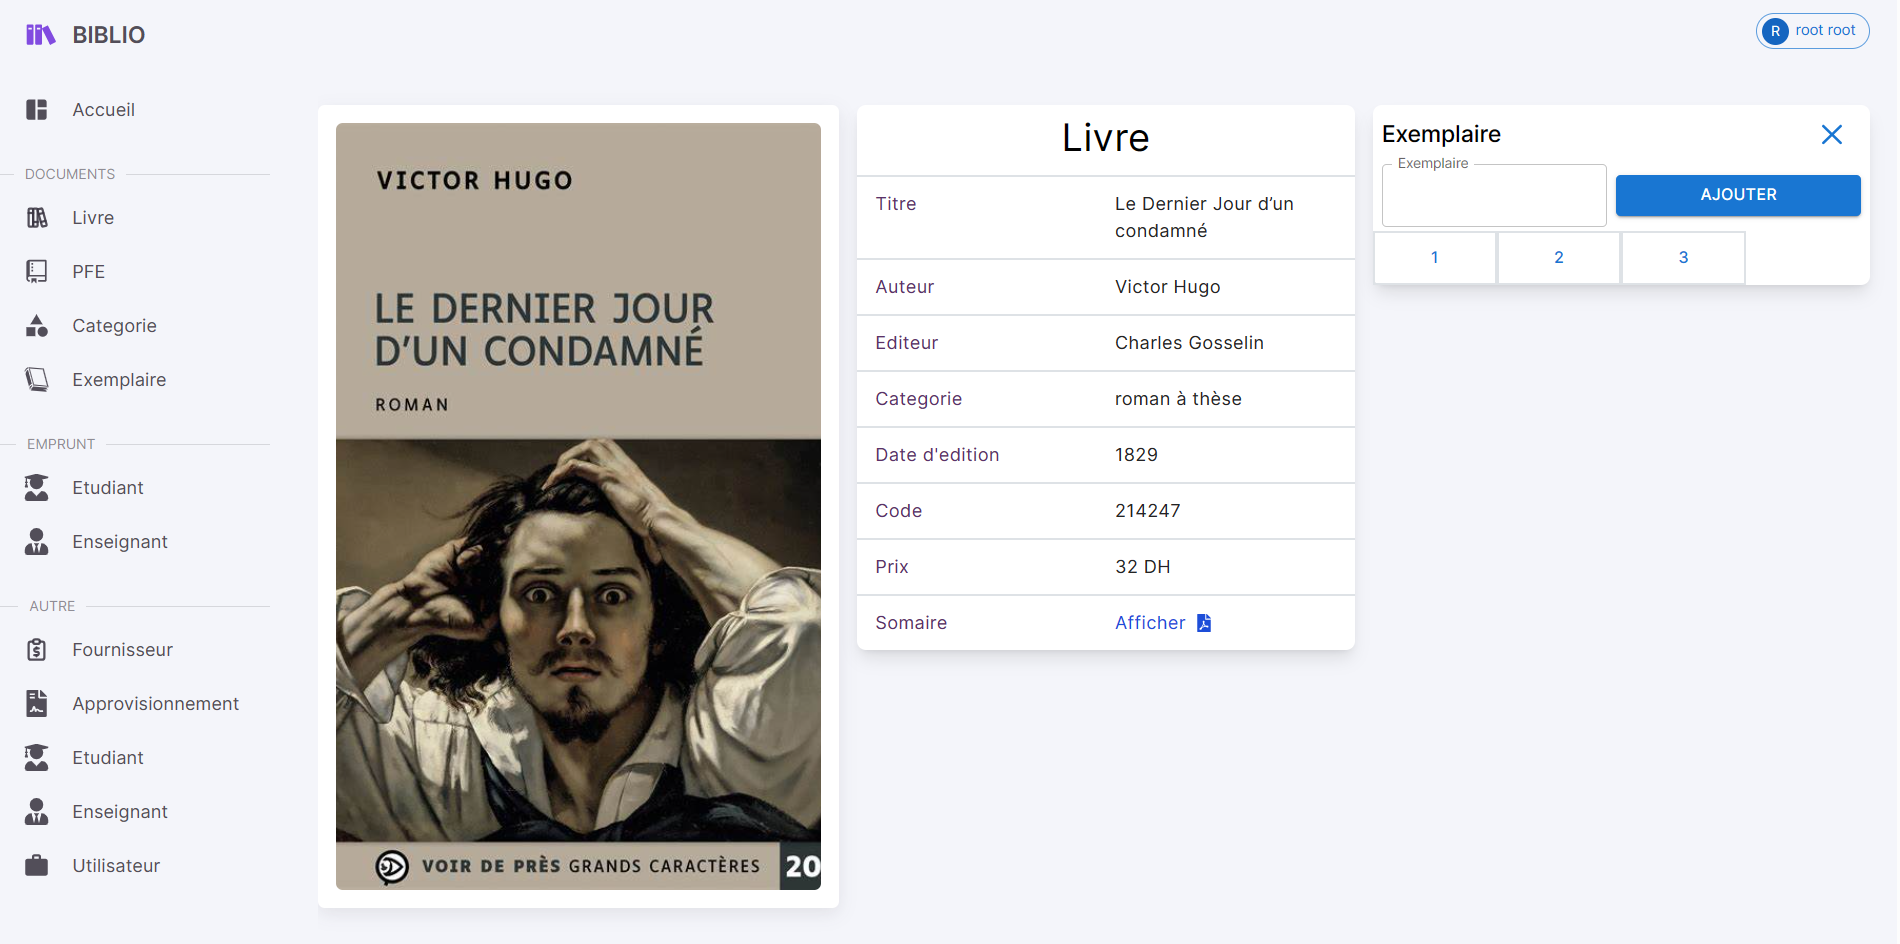 BIBLIO
R root root
Accueil
DOCUMENTS
Livre
PFE
Categorie
Exemplaire
EMPRUNT
Etudiant
Enseignant
AUTRE
Fournisseur
Approvisionnement
Etudiant
Enseignant
Utilisateur
VICTOR HUGO
LE DERNIER JOUR
D'UN CONDAMNÉ
ROMAN
VOIR DE PRÈS GRANDS CARACTÈRES 20
Livre
Titre Le Dernier Jour d’un
condamné
Auteur Victor Hugo
Editeur Charles Gosselin
Categorie roman à thèse
Date d'edition 1829
Code 214247
Prix 32 DH
Somaire Afficher
Exemplaire
Exemplaire
AJOUTER
1 2 3